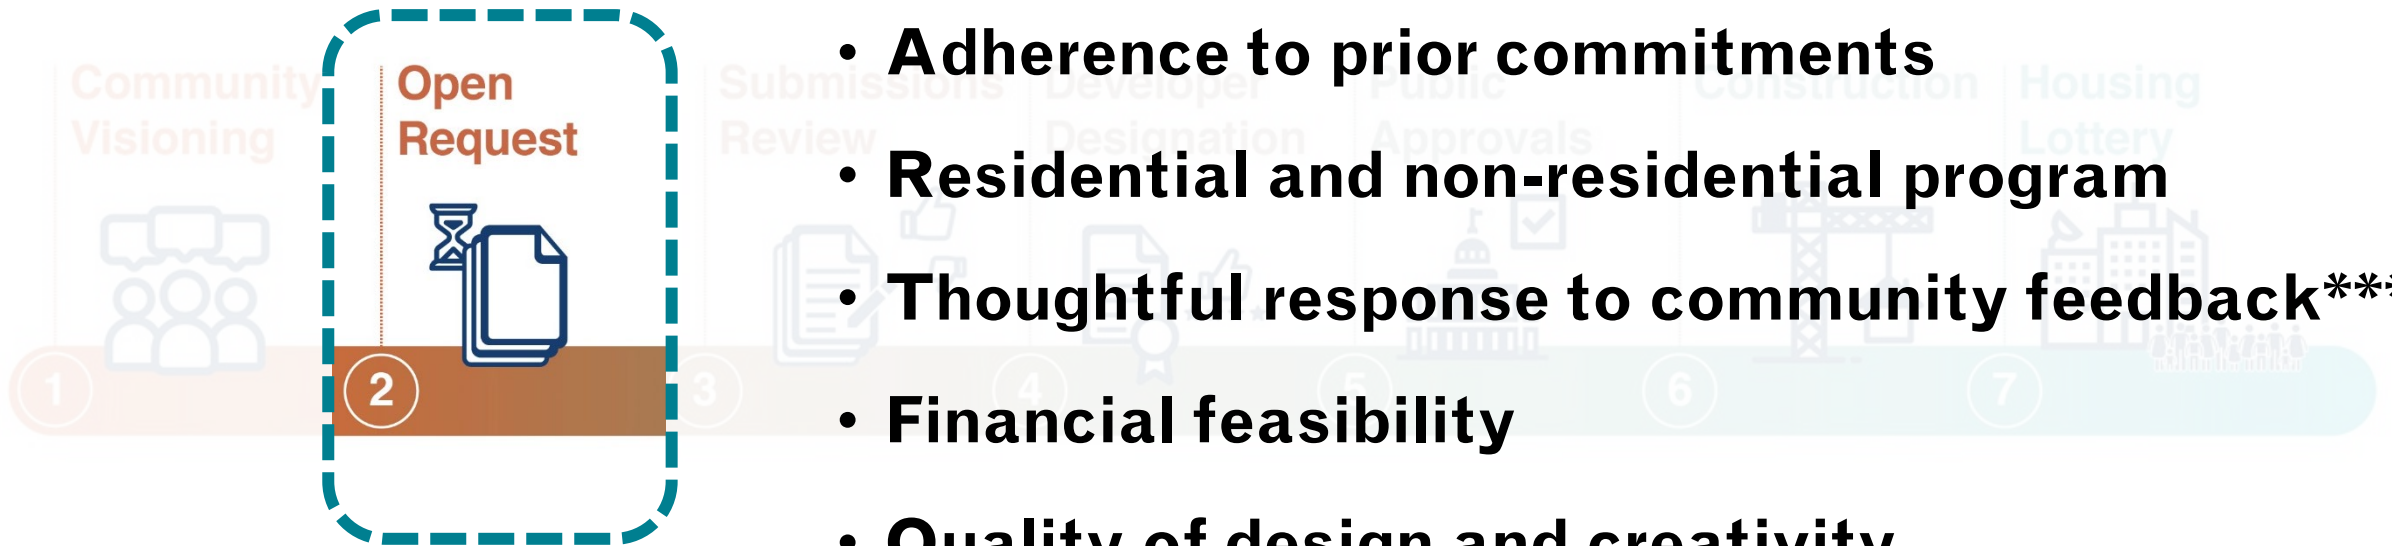 Community
Visioning
Open
Request
Submissions
Review
Developer
Designation
Public
Approvals
Construction
Housing
Lottery
1
2
3
4
5
6
7
• Adherence to prior commitments
• Residential and non-residential program
• Thoughtful response to community feedback***
• Financial feasibility
• Quality of design and creativity